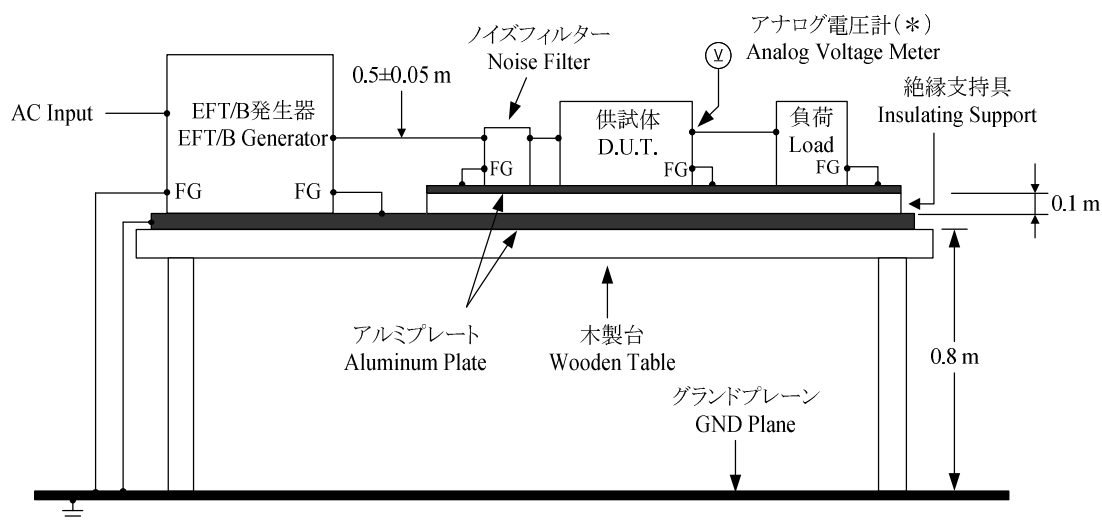 アナログ電圧計(*)
Analog Voltage Meter
V
ノイズフィルター
Noise Filter
0.5±0.05 m
絶縁支持具
Insulating Support
AC Input
EFT/B発生器
EFT/B Generator
供試体
D.U.T.
負荷
Load
FG
FG
FG
FG
FG
0.1 m
アルミプレート
Aluminum Plate
木製台
Wooden Table
0.8 m
グランドプレーン
GND Plane